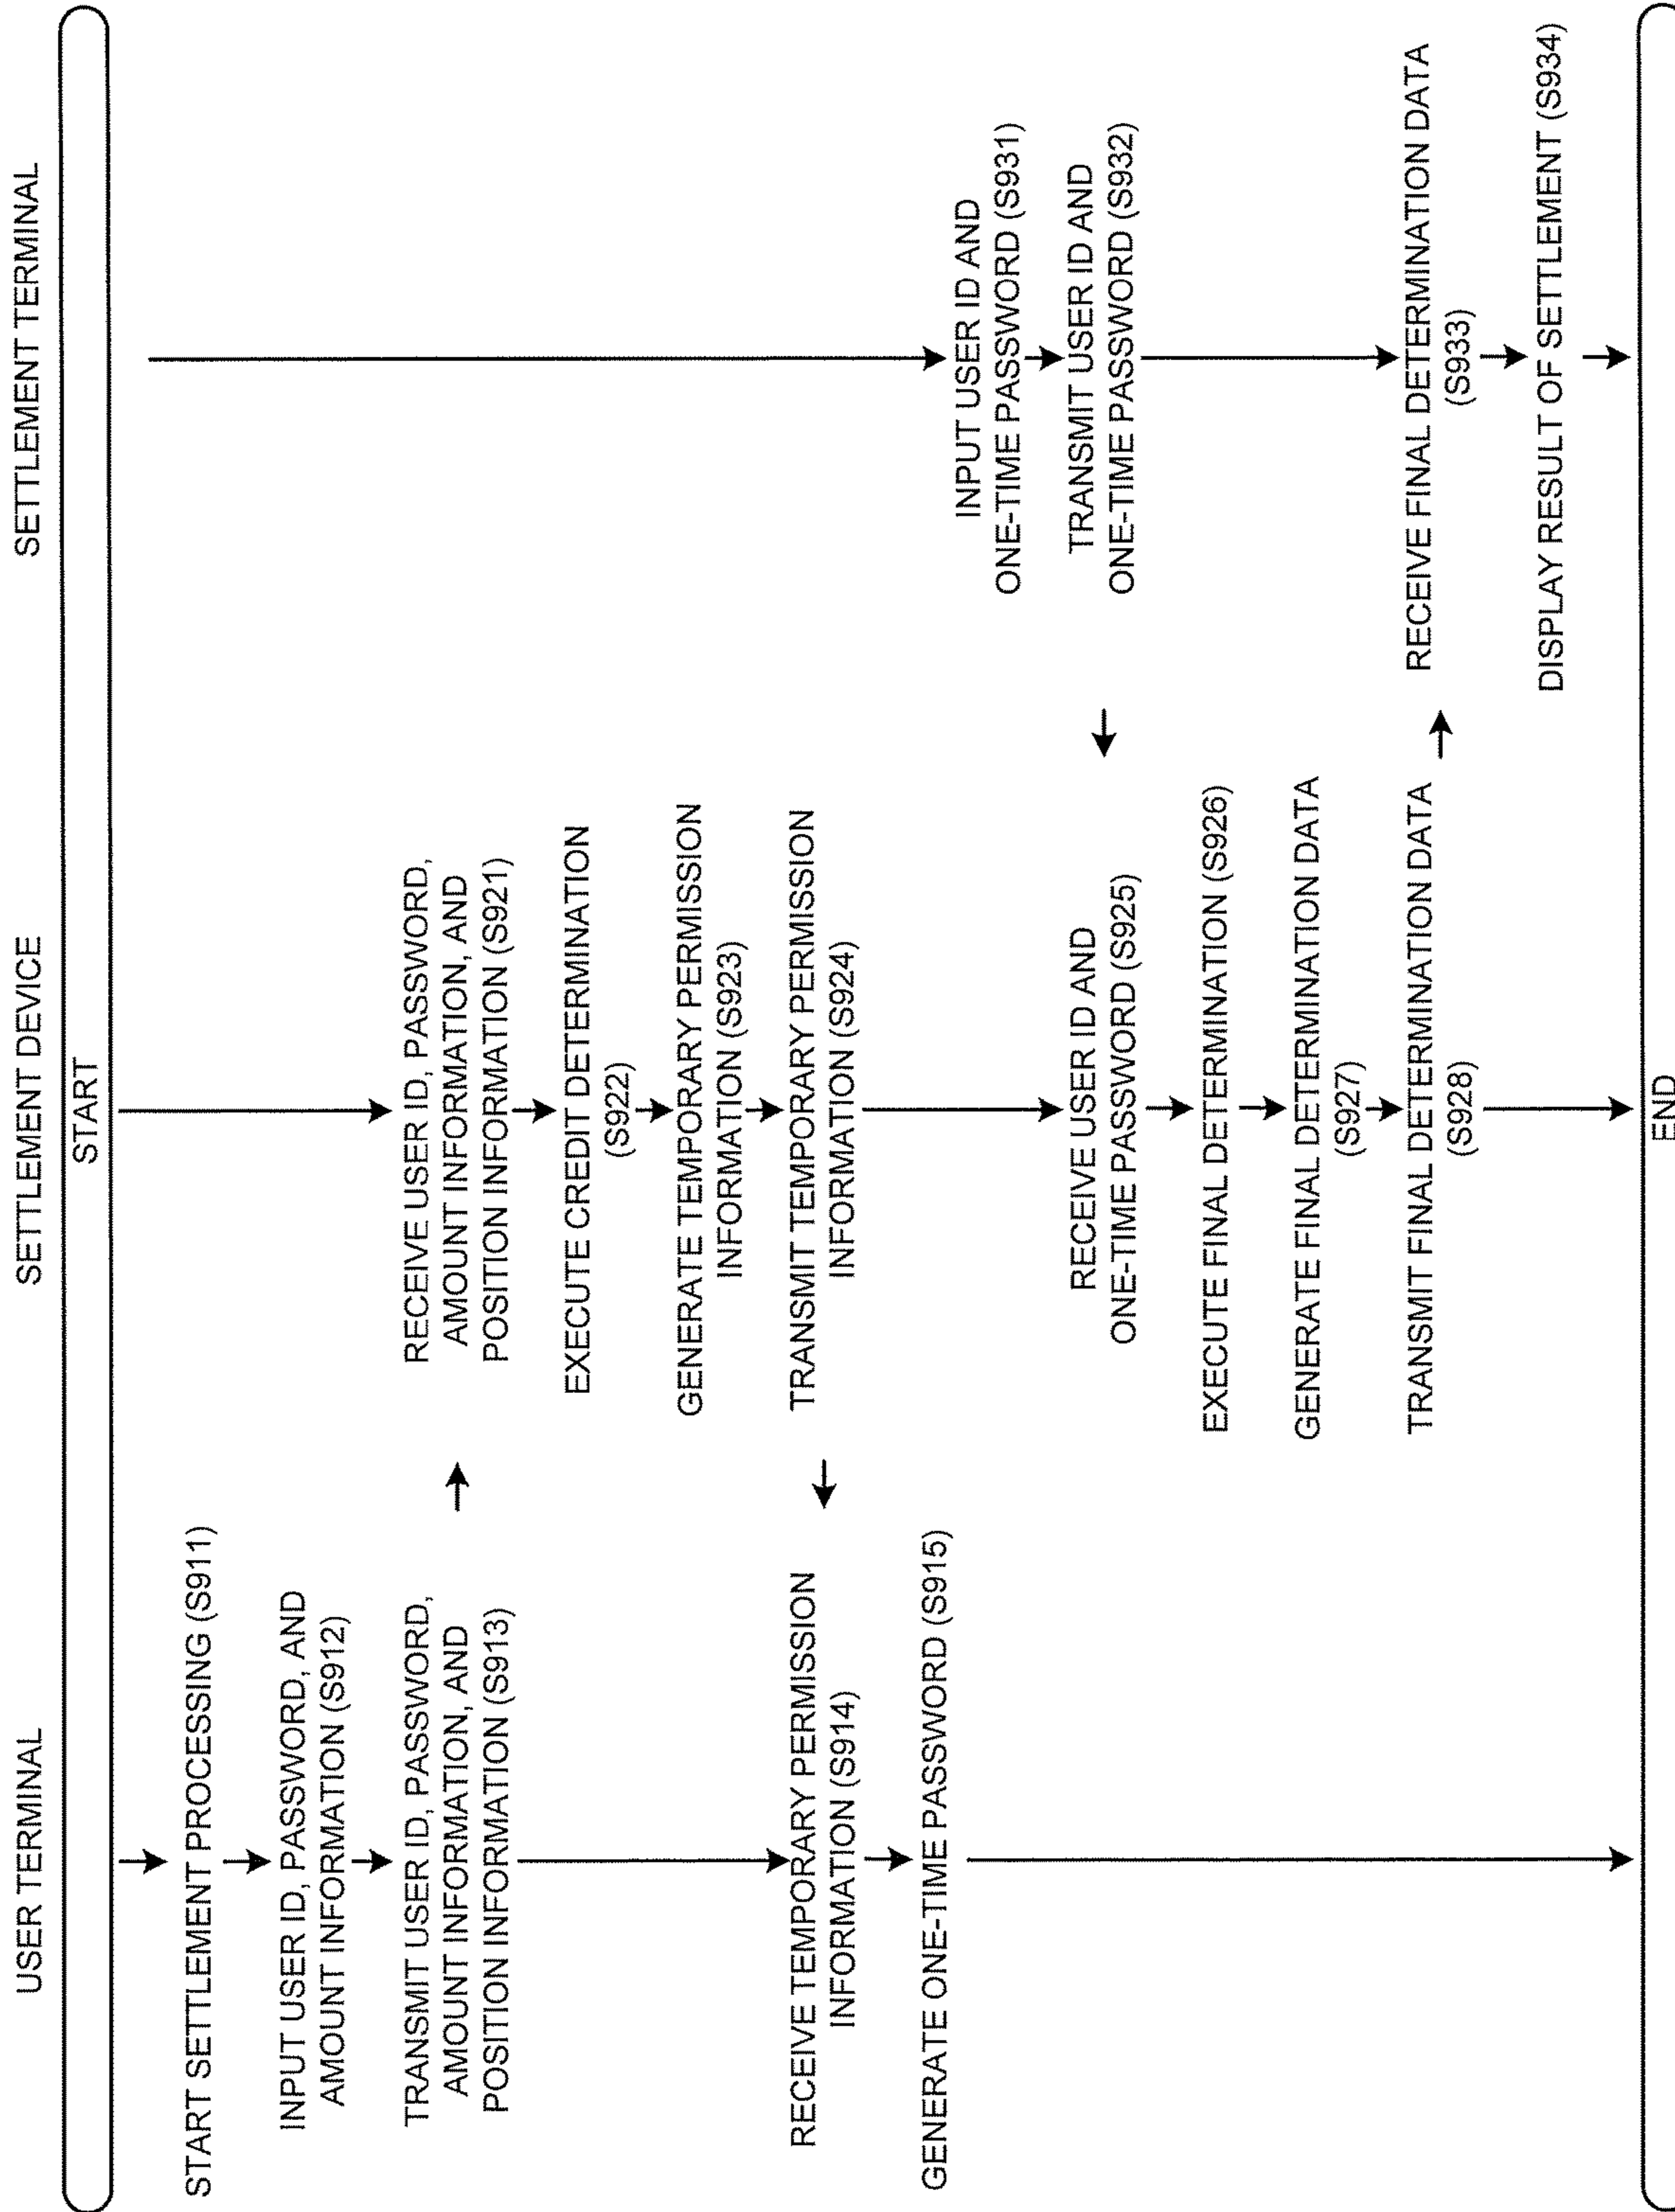 USER TERMINAL
SETTLEMENT DEVICE
SETTLEMENT TERMINAL
START
START SETTLEMENT PROCESSING (S911)
INPUT USER ID, PASSWORD, AND
AMOUNT INFORMATION (S912)
TRANSMIT USER ID, PASSWORD,
AMOUNT INFORMATION, AND
POSITION INFORMATION (S913)
RECEIVE USER ID, PASSWORD,
AMOUNT INFORMATION, AND
POSITION INFORMATION (S921)
EXECUTE CREDIT DETERMINATION
(S922)
GENERATE TEMPORARY PERMISSION
INFORMATION (S923)
TRANSMIT TEMPORARY PERMISSION
INFORMATION (S924)
RECEIVE TEMPORARY PERMISSION
INFORMATION (S914)
GENERATE ONE-TIME PASSWORD (S915)
INPUT USER ID AND
ONE-TIME PASSWORD (S931)
TRANSMIT USER ID AND
ONE-TIME PASSWORD (S932)
RECEIVE USER ID AND
ONE-TIME PASSWORD (S925)
EXECUTE FINAL DETERMINATION (S926)
GENERATE FINAL DETERMINATION DATA
(S927)
TRANSMIT FINAL DETERMINATION DATA
(S928)
RECEIVE FINAL DETERMINATION DATA
(S933)
DISPLAY RESULT OF SETTLEMENT (S934)
END